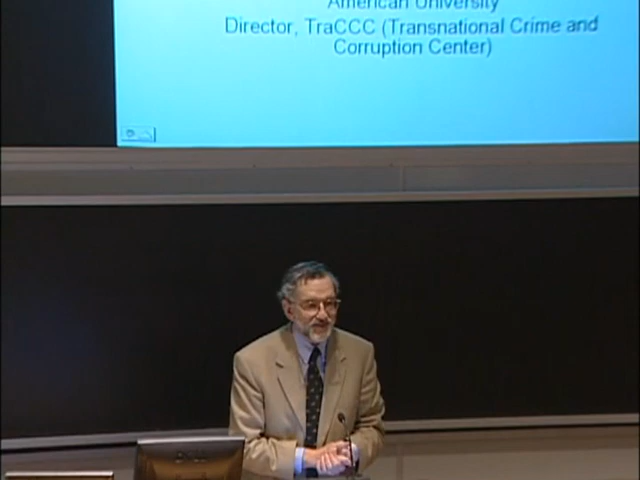 American University
Director, TraCCC (Transnational Crime and
Corruption Center)